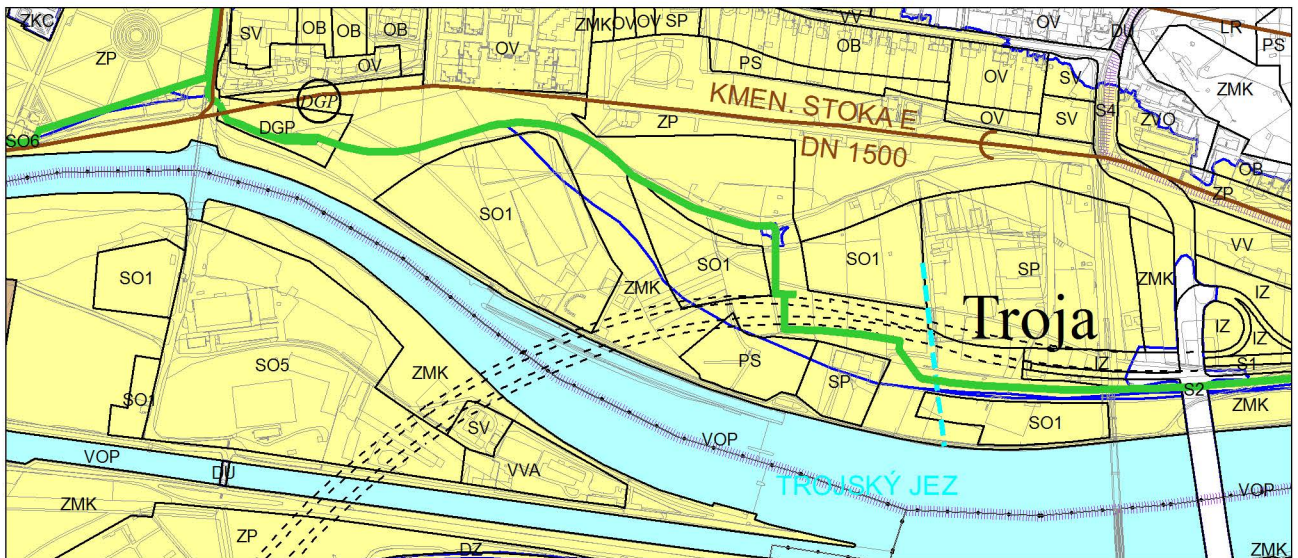 ZKC
ZP
SV
OB
OB
OB
OV
OV
ZMK
OV
OV
SP
VV
OB
OV
DU
LR
PS
ZMK
PS
OV
SV
S4
DGP
DGP
KMEN. STOKA E
DN 1500
ZP
OV
SV
ZVO
OB
ZP
SO6
SO1
SO1
SO1
SO1
SP
ZMK
VV
IZ
ZMK
Troja
IZ
IZ
SO5
ZMK
PS
SP
IZ
S1
S2
ZMK
SO1
SV
VOP
SO1
VOP
DU
VVA
TROJSKÝ JEZ
VOP
ZMK
ZP
DZ
ZMK